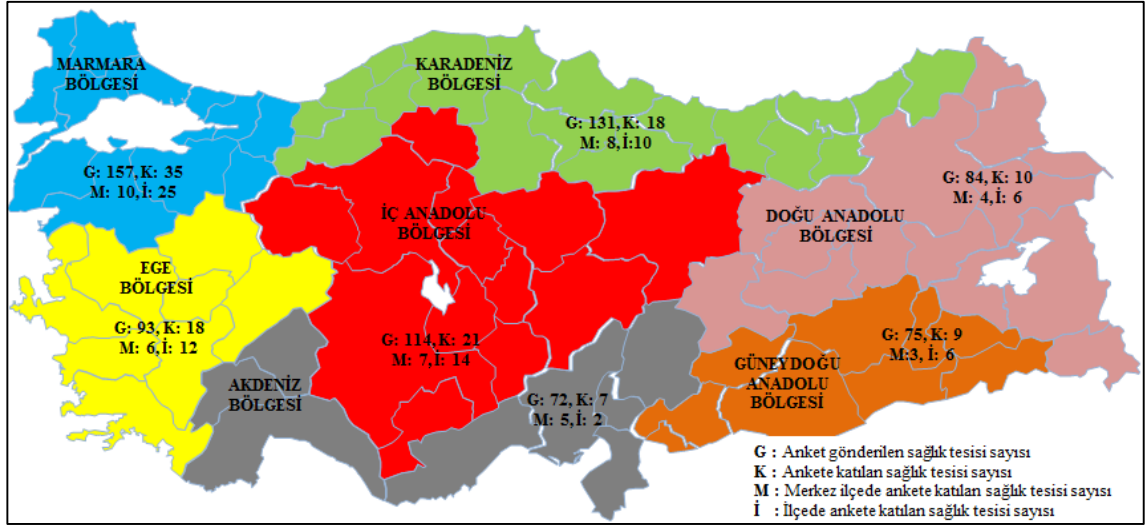 MARMARA
BÖLGESİ
G: 157, K: 35
M: 10, İ: 25
KARADENİZ
BÖLGESİ
G: 131, K: 18
M: 8, İ:10
G: 84, K: 10
M: 4, İ: 6
İÇ ANADOLU
BÖLGESİ
DOĞU ANADOLU
BÖLGESİ
EGE
BÖLGESİ
G: 93, K: 18
M: 6, İ: 12
G: 114, K: 21
M: 7, İ: 14
G: 75, K: 9
M:3, İ: 6
GÜNEYDOĞU
ANADOLU
BÖLGESİ
AKDENİZ
BÖLGESİ
G: 72, K: 7
M: 5, İ: 2
G : Anket gönderilen sağlık tesisi sayısı
K : Ankete katılan sağlık tesisi sayısı
M : Merkez ilçede ankete katılan sağlık tesisi sayısı
İ : İlçede ankete katılan sağlık tesisi sayısı